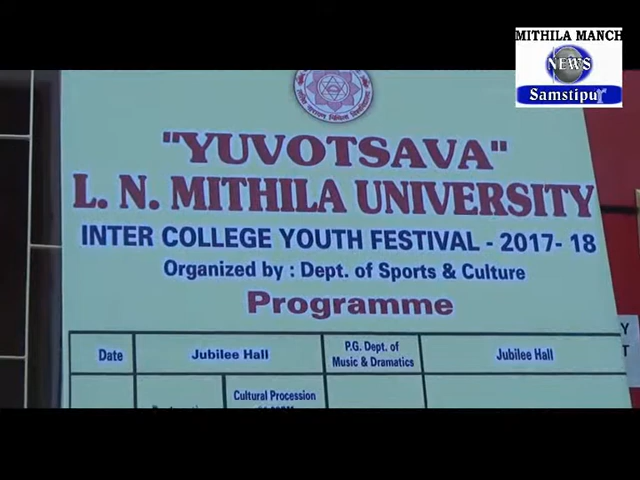 MITHILA MANCH
NEWS
Samstipur
"YUVOTSAVA"
L. N. MITHILA UNIVERSITY
INTER COLLEGE YOUTH FESTIVAL - 2017- 18
Organized by : Dept. of Sports & Culture
Programme
Date
Jubilee Hall
P.G. Dept. of
Music & Dramatics
Jubilee Hall
Cultural Procession